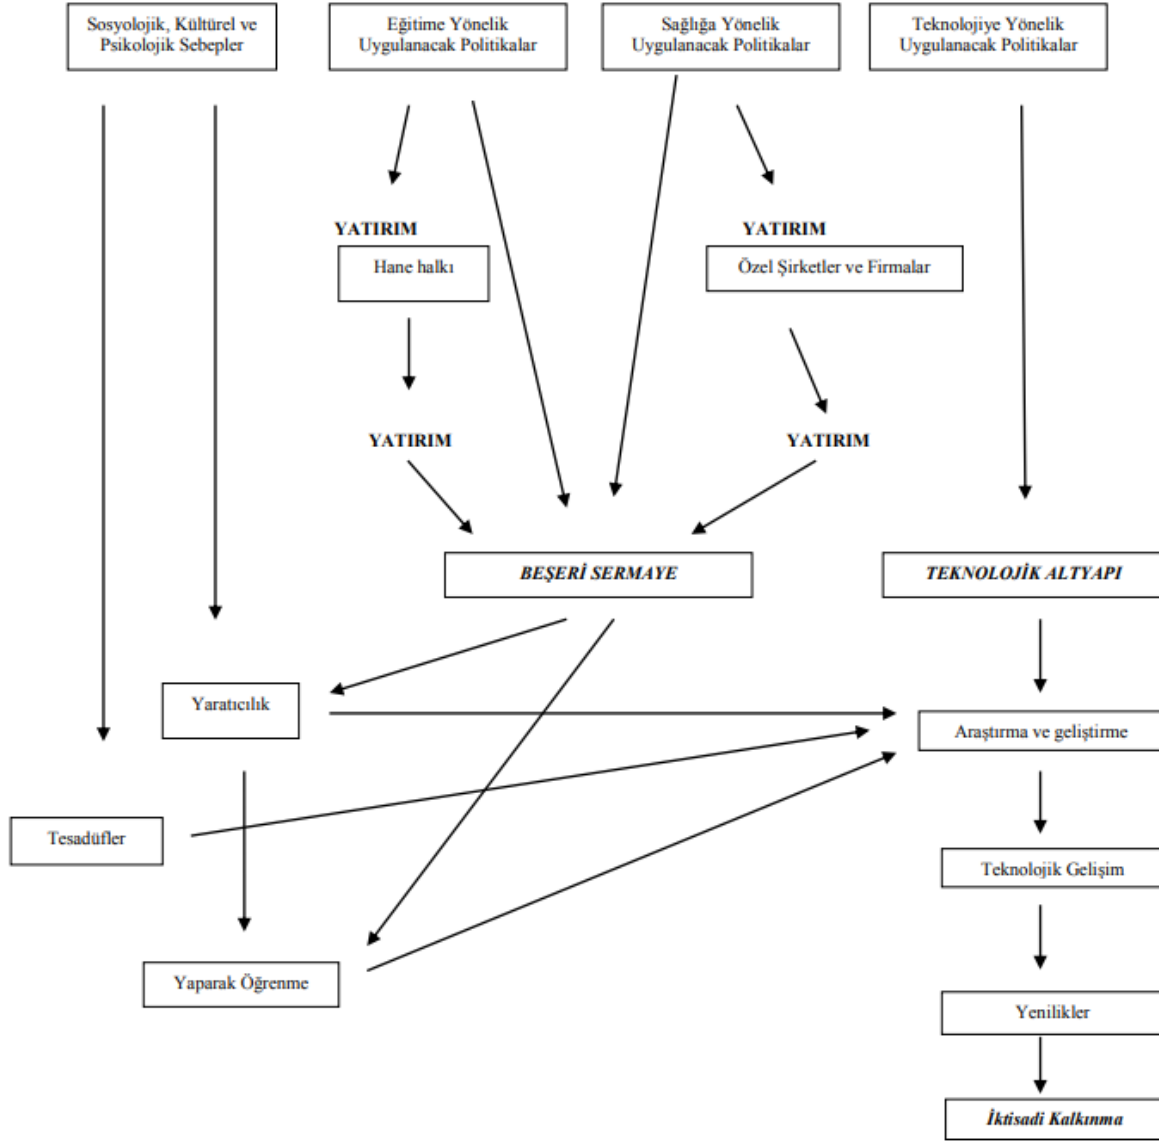 Sosyolojik, Kültürel ve
Psikolojik Sebepler
Eğitime Yönelik
Uygulanacak Politikalar
Sağlığa Yönelik
Uygulanacak Politikalar
Teknolojiye Yönelik
Uygulanacak Politikalar
YATIRIM
Hane halkı
YATIRIM
Özel Şirketler ve Firmalar
YATIRIM
YATIRIM
BEŞERİ SERMAYE
TEKNOLOJİK ALTYAPI
Yaratıcılık
Araştırma ve geliştirme
Tesadüfler
Teknolojik Gelişim
Yaparak Öğrenme
Yenilikler
İktisadi Kalkınma